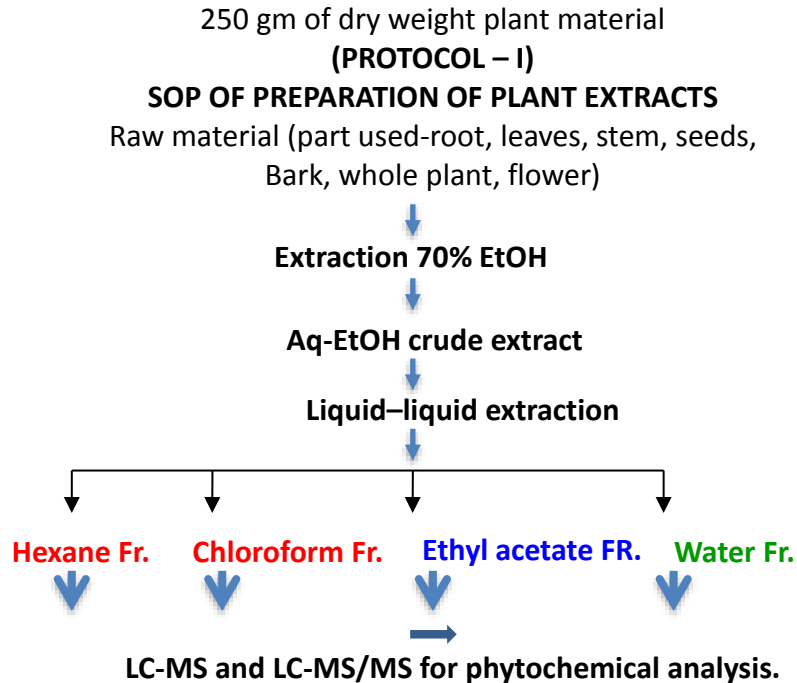 250 gm of dry weight plant material
(PROTOCOL – I)
SOP OF PREPARATION OF PLANT EXTRACTS
Raw material (part used-root, leaves, stem, seeds,
Bark, whole plant, flower)
Extraction 70% EtOH
Aq-EtOH crude extract
Liquid–liquid extraction
Hexane Fr. Chloroform Fr. Ethyl acetate FR. Water Fr.
LC-MS and LC-MS/MS for phytochemical analysis.